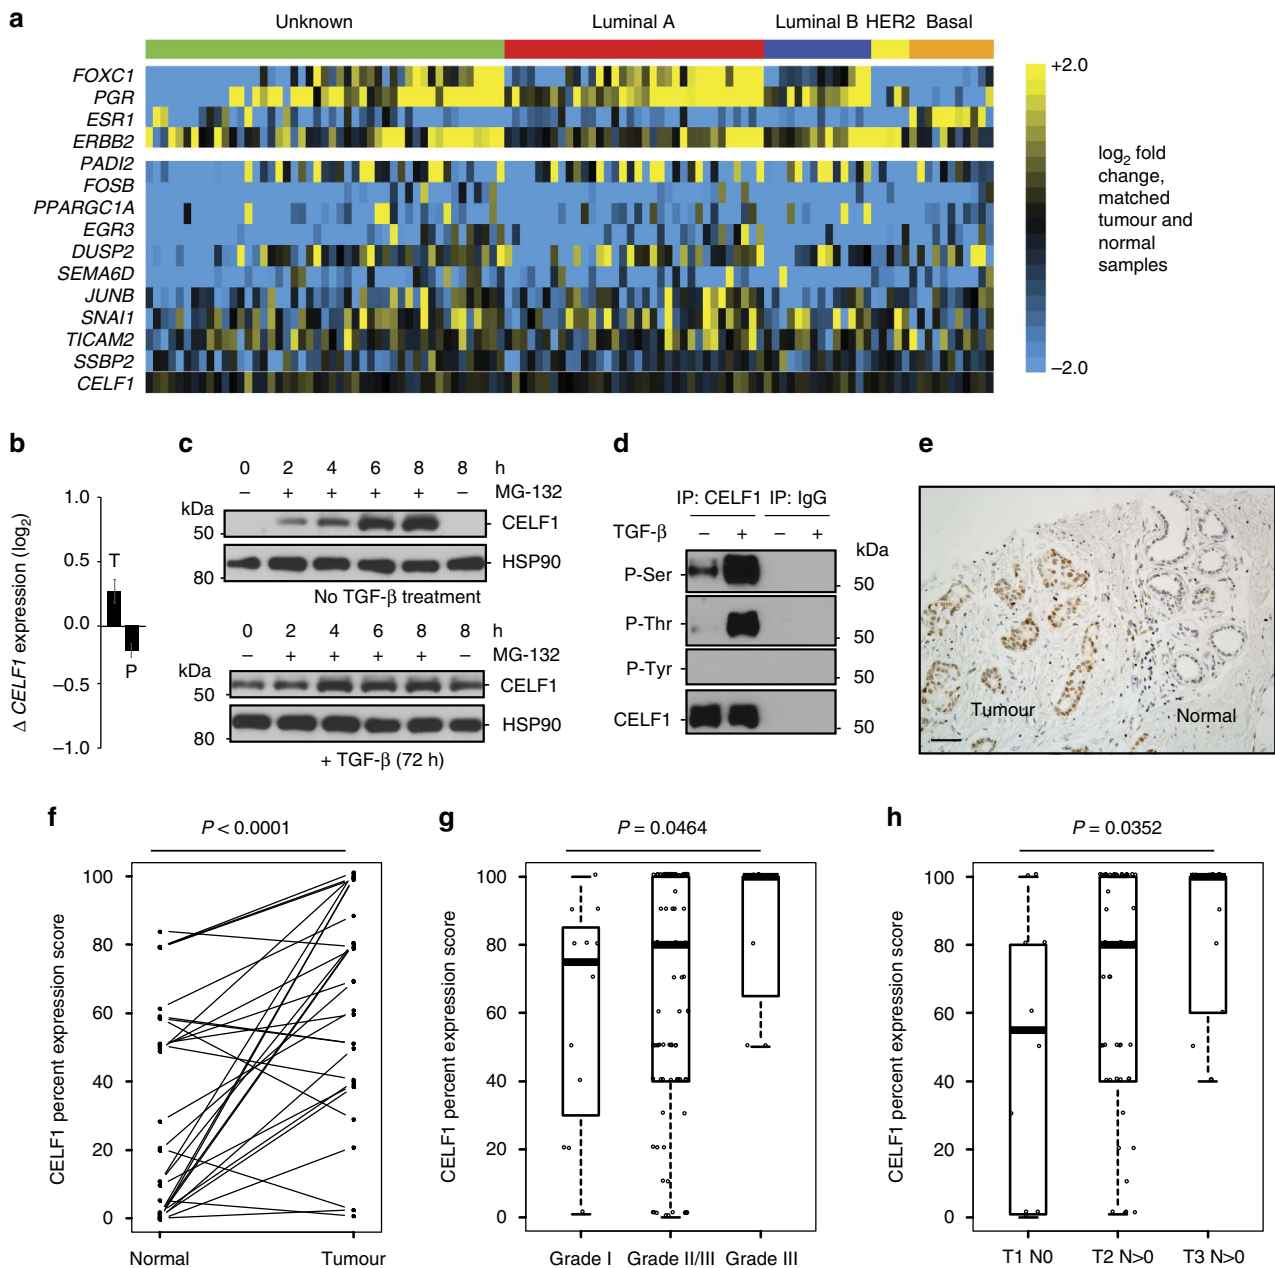 a
Unknown Luminal A Luminal B HER2 Basal
FOXC1
PGR
ESR1
ERBB2
PADI2
FOSB
PPARGC1A
EGR3
DUSP2
SEMA6D
JUNB
SNAI1
TICAM2
SSBP2
CELF1
+2.0
log2 fold
change,
matched
tumour and
normal
samples
–2.0
b
Δ CELF1 expression (log2)
1.0
0.5
0.0
–0.5
–1.0
T
P
c
0 2 4 6 8 8 h
– + + + + – MG-132
kDa
50
CELF1
80
HSP90
No TGF-β treatment
0 2 4 6 8 8 h
– + + + + – MG-132
kDa
50
CELF1
80
HSP90
+ TGF-β (72 h)
d
IP: CELF1 IP: IgG
TGF-β – + – + kDa
P-Ser 50
P-Thr 50
P-Tyr 50
CELF1 50
e
Tumour Normal
f
P < 0.0001
CELF1 percent expression score
100
80
60
40
20
0
Normal Tumour
g
P = 0.0464
CELF1 percent expression score
100
80
60
40
20
0
Grade I Grade II/III Grade III
h
P = 0.0352
CELF1 percent expression score
100
80
60
40
20
0
T1 N0 T2 N>0 T3 N>0